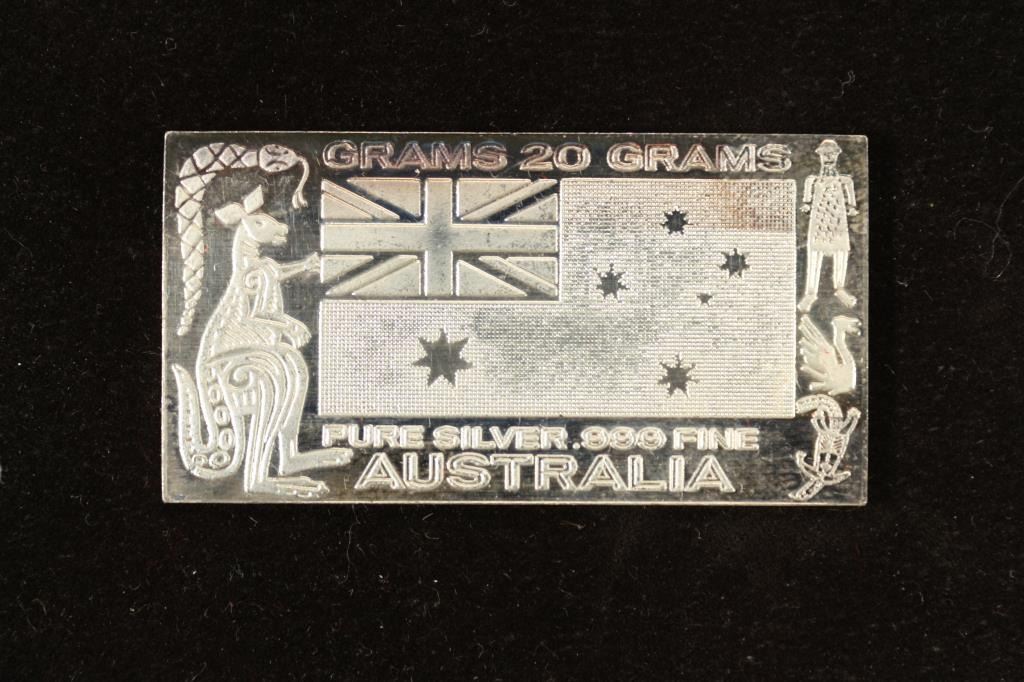 GRAMS 20 GRAMS
PURE SILVER .999 FINE
AUSTRALIA